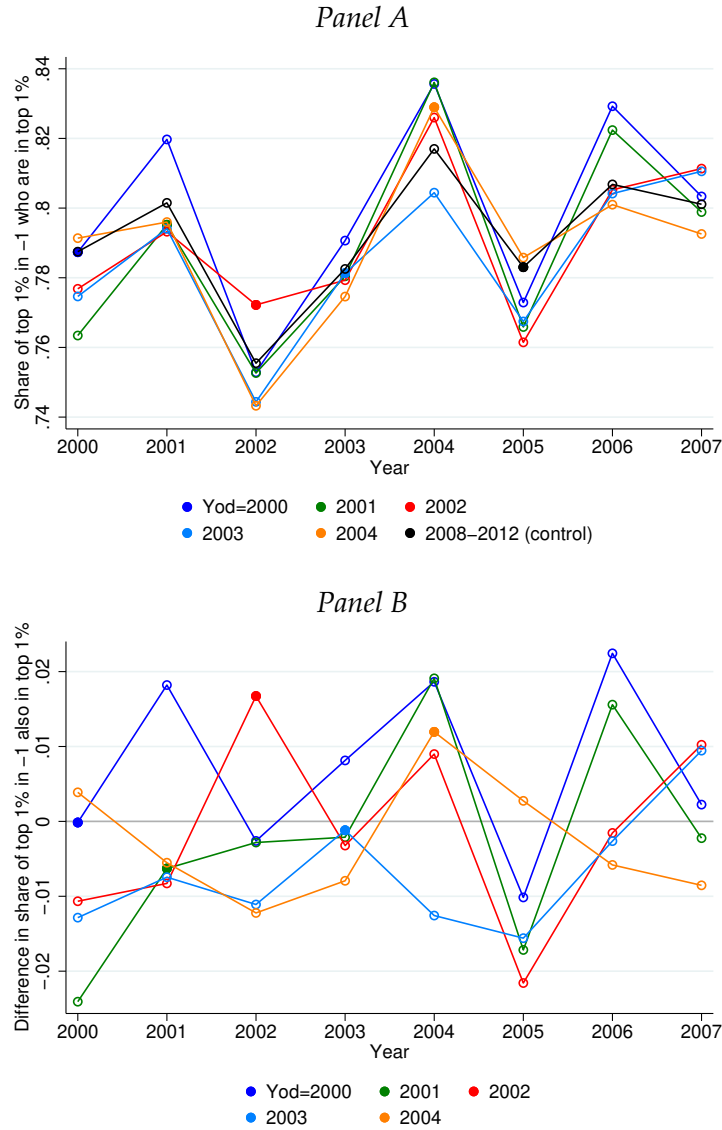 Panel A
Share of top 1% in −1 who are in top 1%
.84
.82
.8
.78
.76
.74
2000 2001 2002 2003 2004 2005 2006 2007
Year
Yod=2000 2001 2002
2003 2004 2008−2012 (control)
Panel B
Difference in share of top 1% in −1 also in top 1%
.02
.01
0
−.01
−.02
2000 2001 2002 2003 2004 2005 2006 2007
Year
Yod=2000 2001 2002
2003 2004